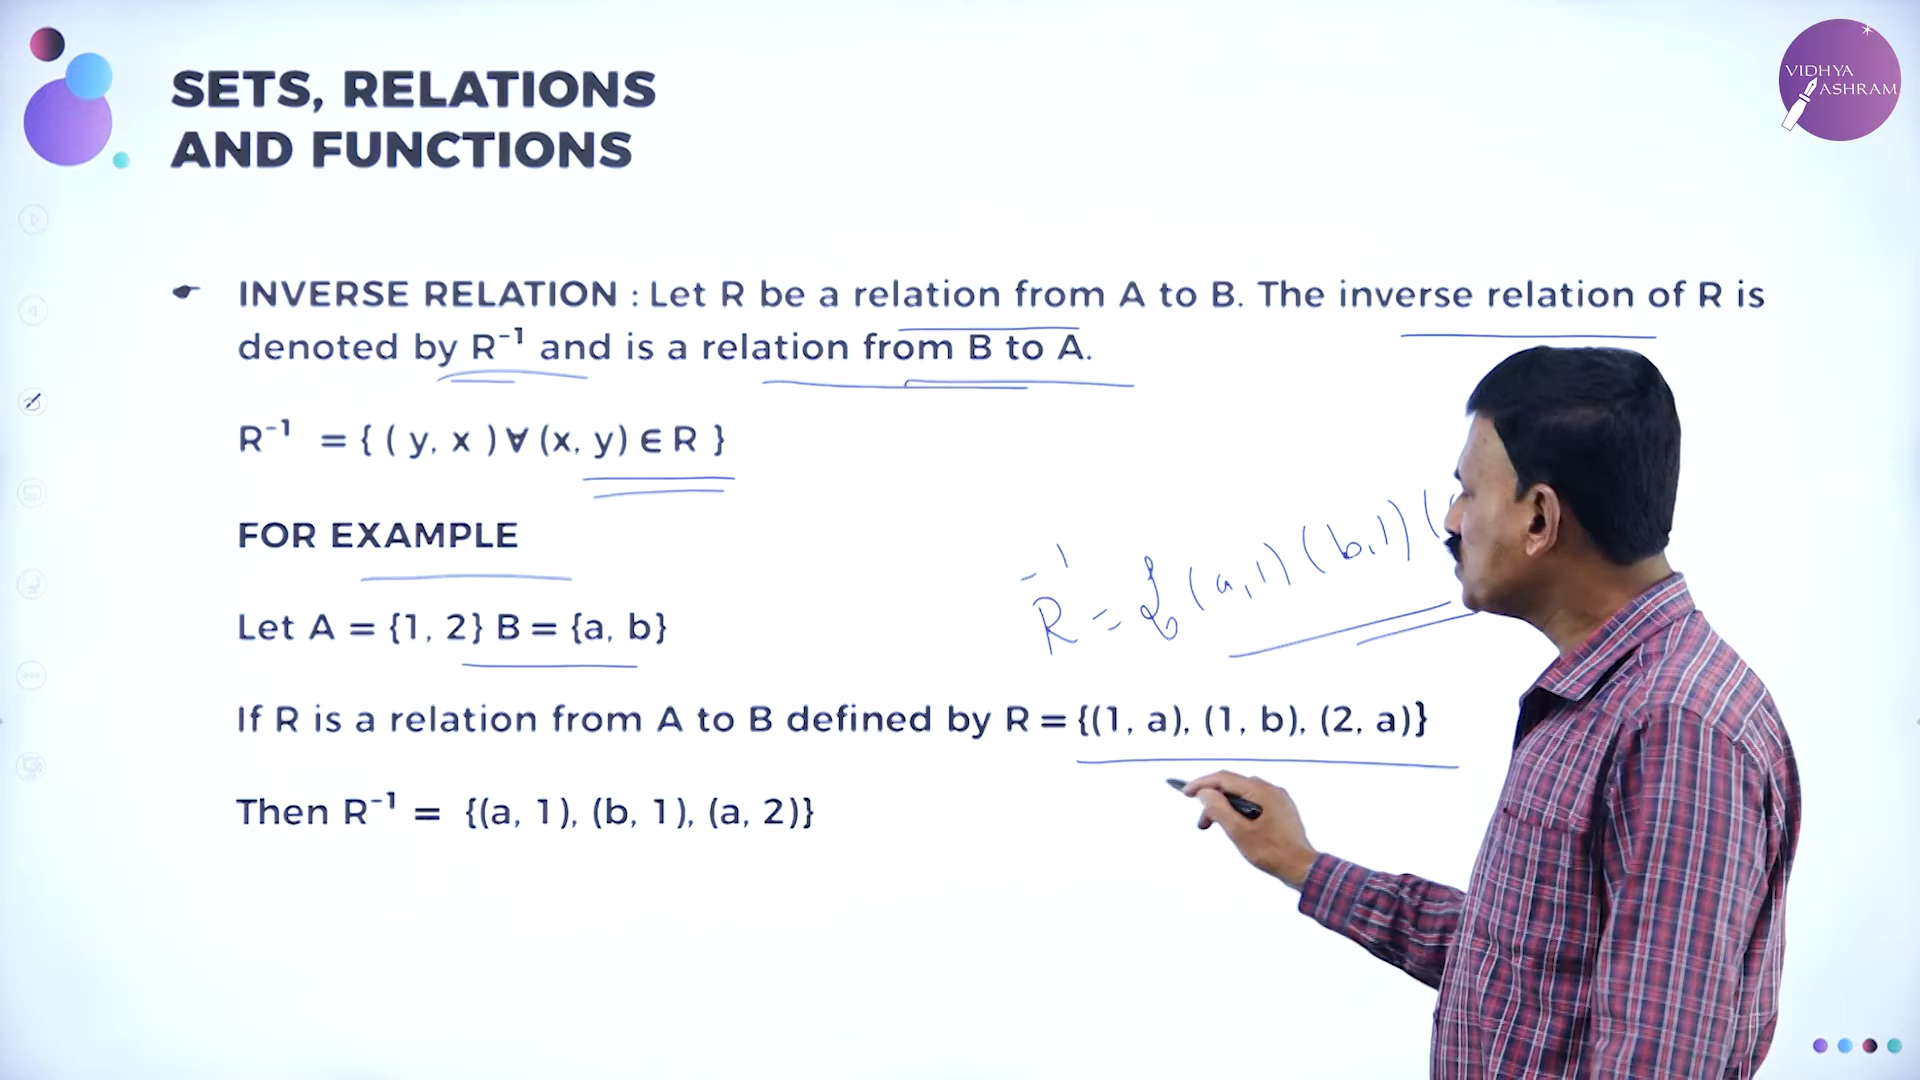 VIDHYA
ASHRAM
SETS, RELATIONS
AND FUNCTIONS
INVERSE RELATION : Let R be a relation from A to B. The inverse relation of R is
denoted by R⁻¹ and is a relation from B to A.
R⁻¹ = { ( y, x ) ∀ (x, y) ∈ R }
FOR EXAMPLE
R⁻¹ = { (a, 1) (b, 1) (
Let A = {1, 2} B = {a, b}
If R is a relation from A to B defined by R = {(1, a), (1, b), (2, a)}
Then R⁻¹ = {(a, 1), (b, 1), (a, 2)}